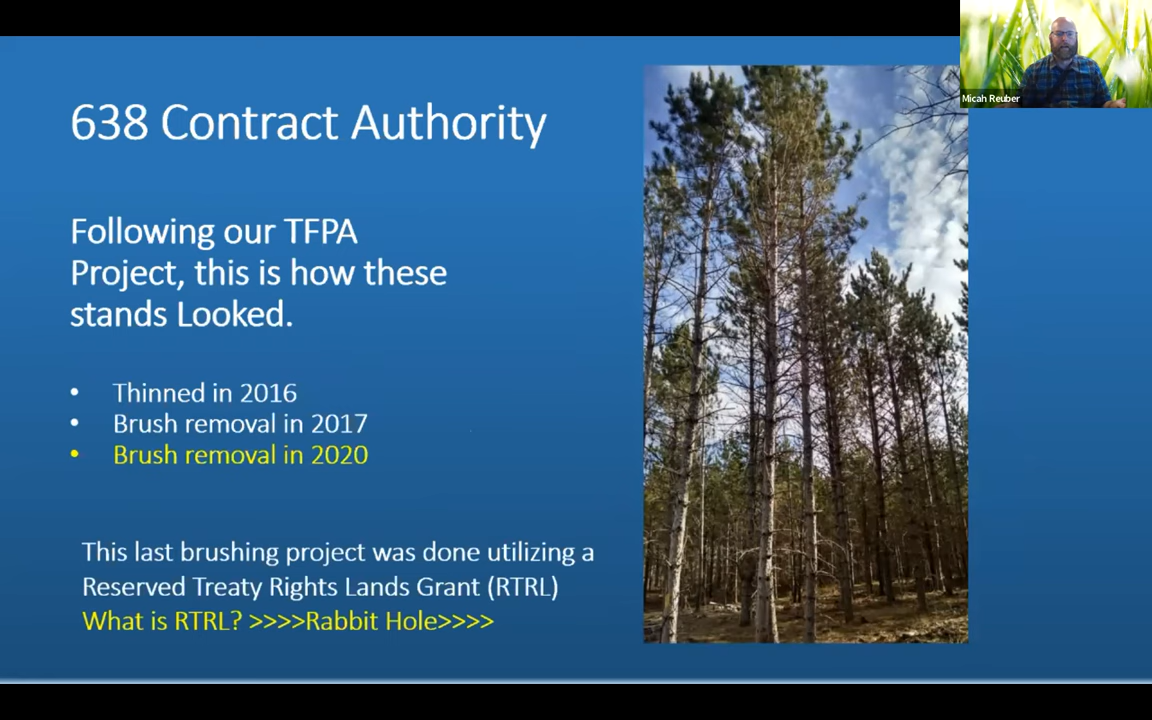 638 Contract Authority
Micah Reuber
Following our TFPA
Project, this is how these
stands Looked.
• Thinned in 2016
• Brush removal in 2017
• Brush removal in 2020
This last brushing project was done utilizing a
Reserved Treaty Rights Lands Grant (RTRL)
What is RTRL? >>>>Rabbit Hole>>>>